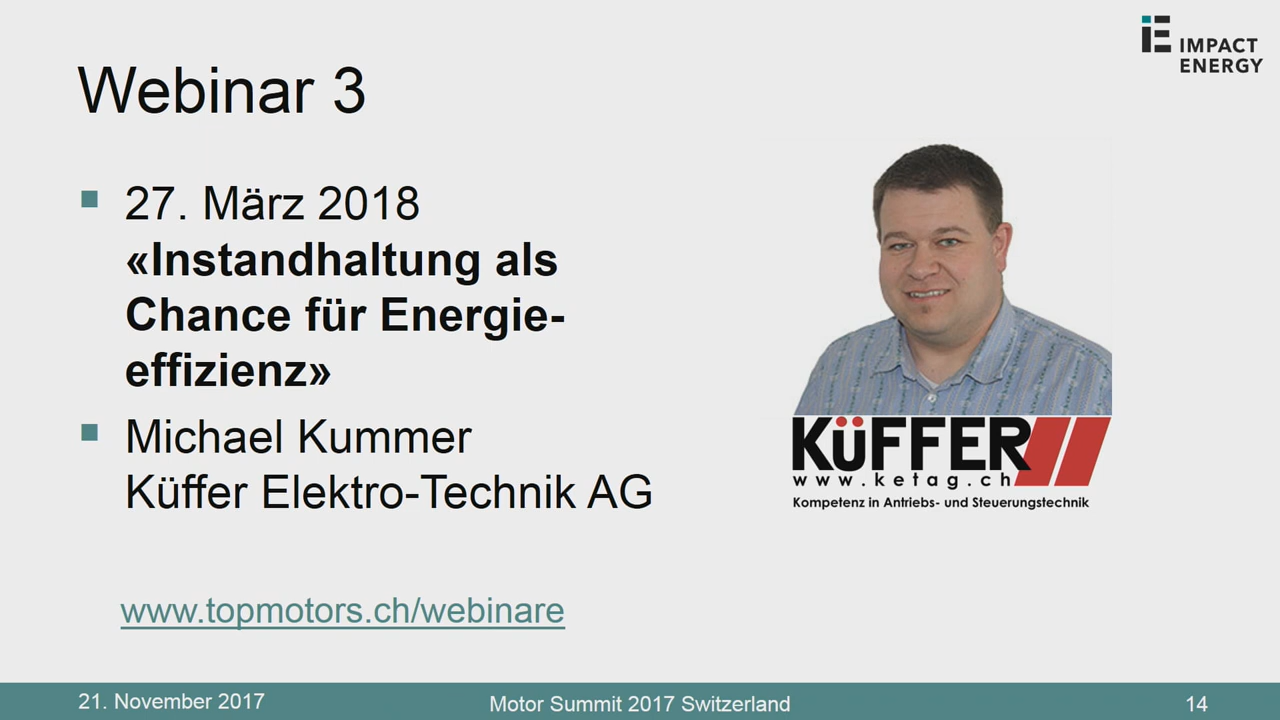 IMPACT
ENERGY
Webinar 3
27. März 2018
«Instandhaltung als
Chance für Energie-
effizienz»
Michael Kummer
Küffer Elektro-Technik AG
KüFFER
www.ketag.ch
Kompetenz in Antriebs- und Steuerungstechnik
www.topmotors.ch/webinare
21. November 2017
Motor Summit 2017 Switzerland
14